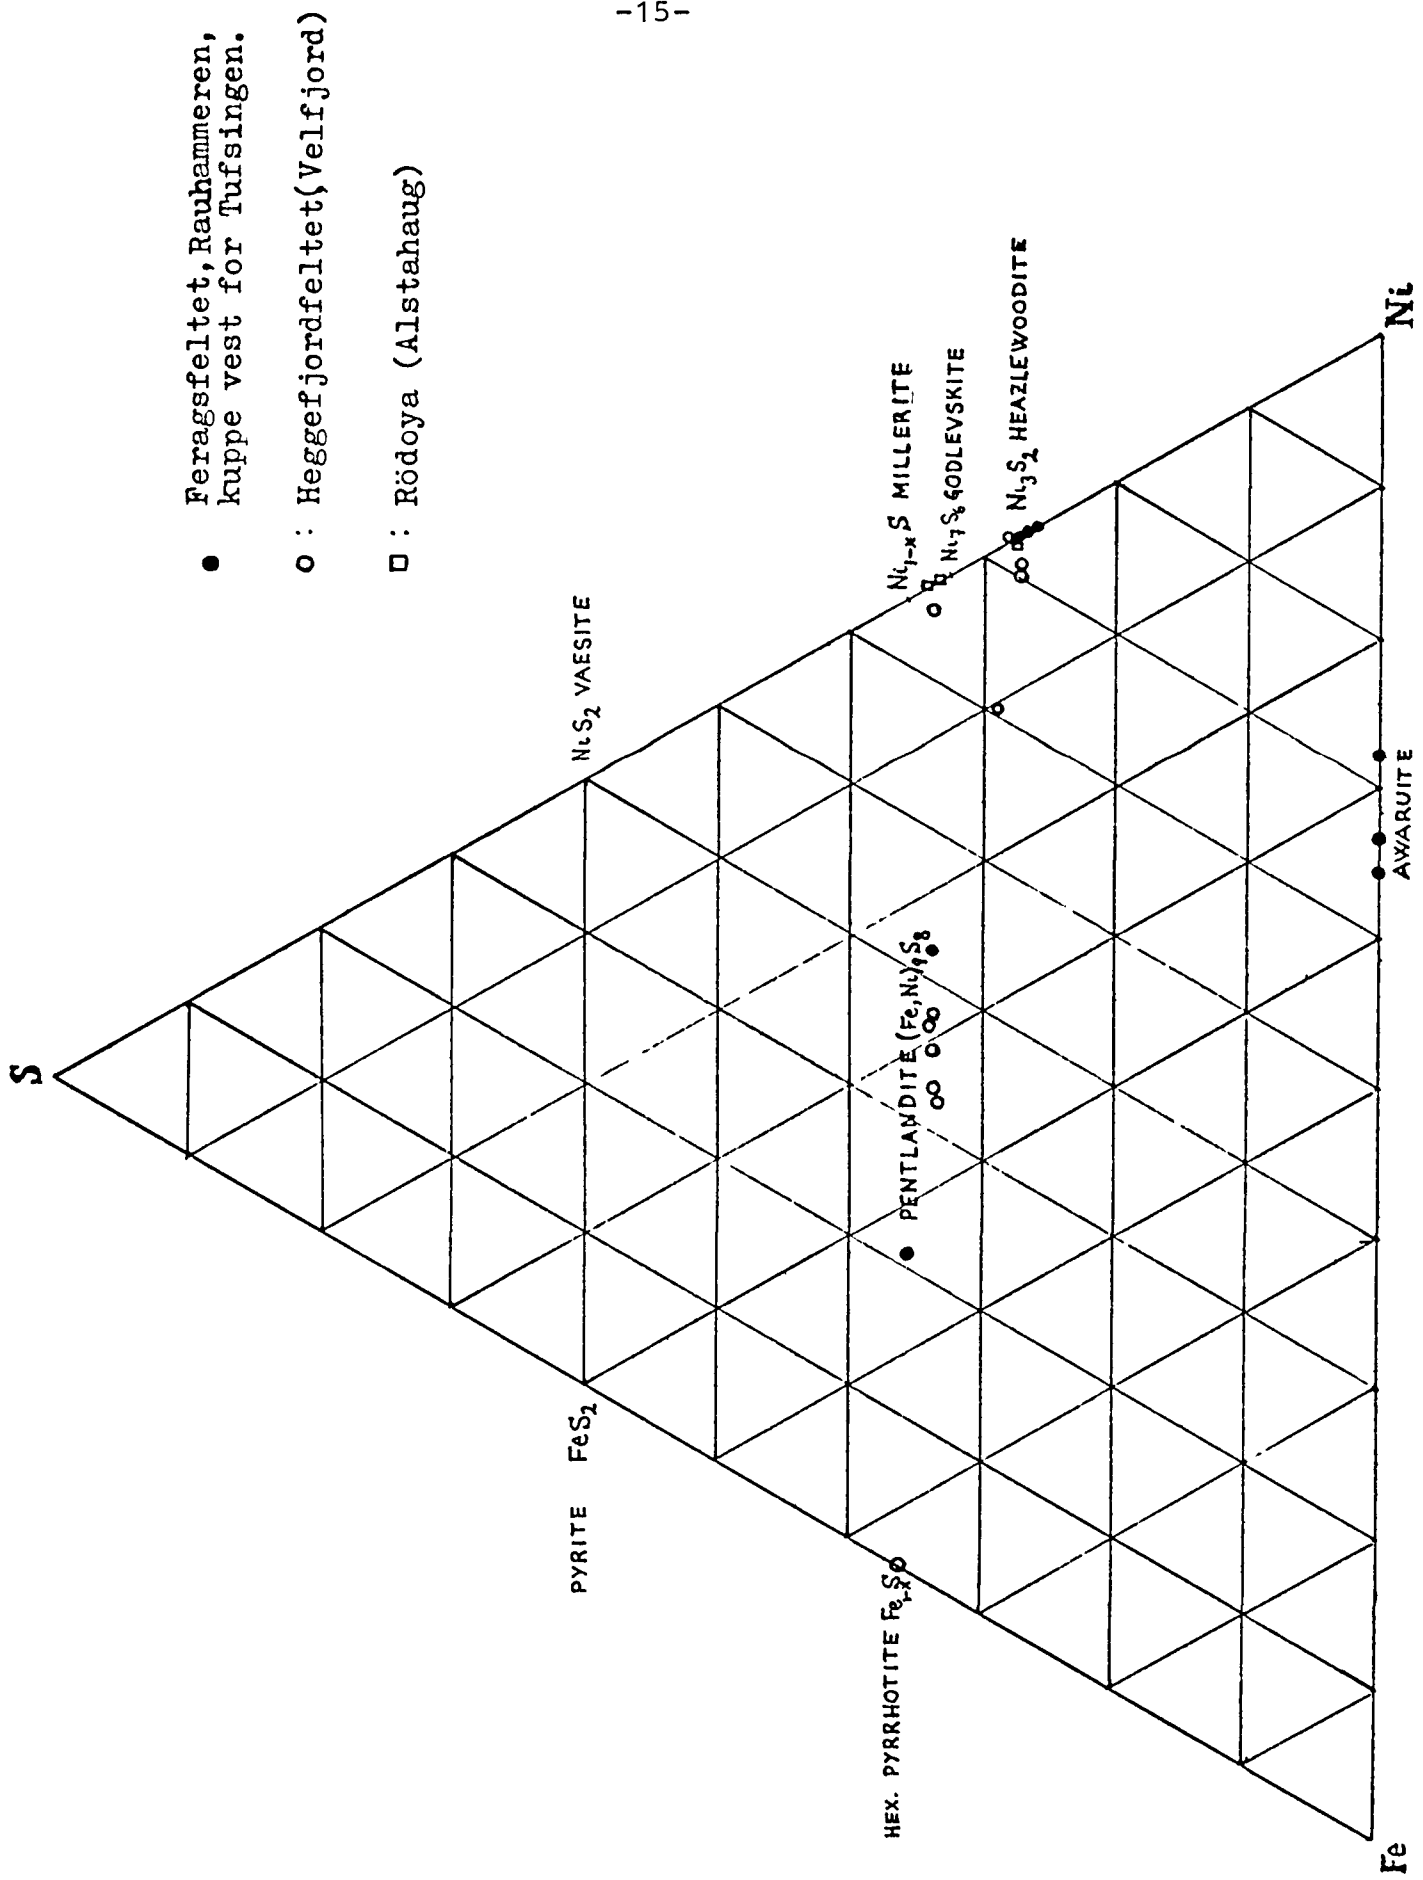 -15-
● Feragsfeltet,Rauhammeren,
kuppe vest for Tufsingen.
o : Heggefjordfeltet(Velfjord)
□ : Rödoya (Alstahaug)
S
NiS₂ VAESITE
PYRITE FeS₂
Ni₁₋ₓS MILLERITE
Ni₇S₆ GODLEVSKITE
Ni₃S₂ HEAZLEWOODITE
PENTLANDITE (Fe,Ni)₉S₈
HEX. PYRRHOTITE Fe₁₋ₓS
AWARUITE
Fe
Ni